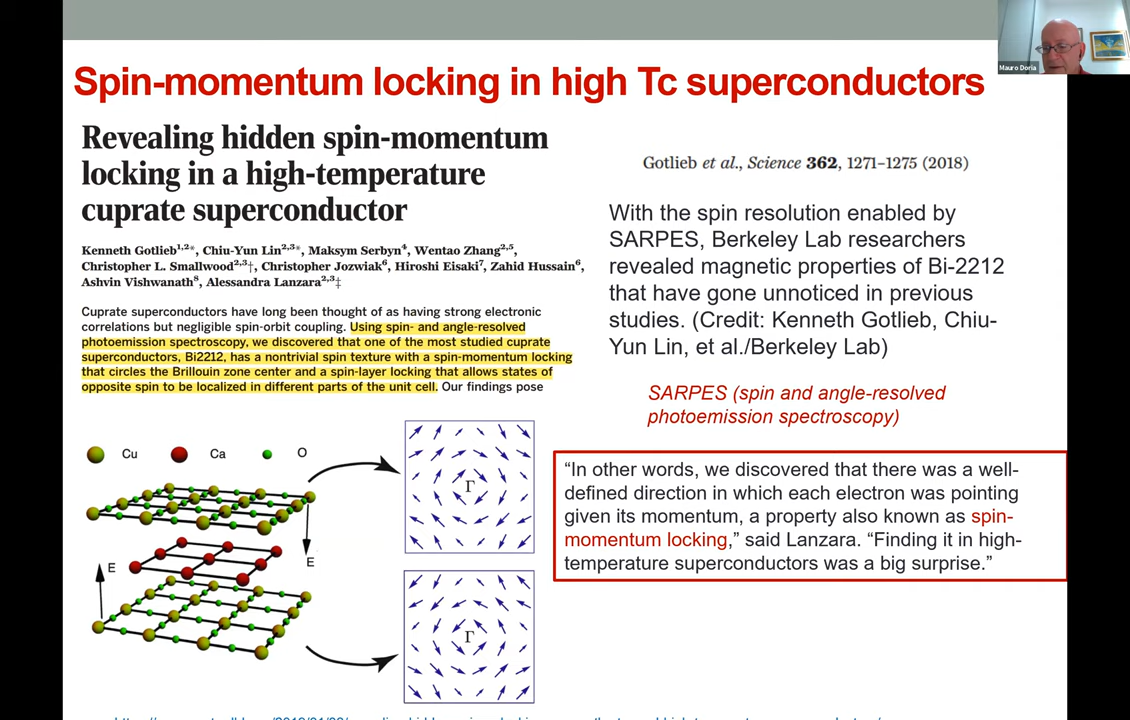 Mauro Doria
Spin-momentum locking in high Tc superconductors
Revealing hidden spin-momentum
locking in a high-temperature
cuprate superconductor
Kenneth Gotlieb1,2*, Chiu-Yun Lin2,3*, Maksym Serbyn4, Wentao Zhang2,5,
Christopher L. Smallwood2,3†, Christopher Jozwiak6, Hiroshi Eisaki7, Zahid Hussain6,
Ashvin Vishwanath8, Alessandra Lanzara2,3‡
Cuprate superconductors have long been thought of as having strong electronic
correlations but negligible spin-orbit coupling. Using spin- and angle-resolved
photoemission spectroscopy, we discovered that one of the most studied cuprate
superconductors, Bi2212, has a nontrivial spin texture with a spin-momentum locking
that circles the Brillouin zone center and a spin-layer locking that allows states of
opposite spin to be localized in different parts of the unit cell. Our findings pose
Gotlieb et al., Science 362, 1271–1275 (2018)
With the spin resolution enabled by
SARPES, Berkeley Lab researchers
revealed magnetic properties of Bi-2212
that have gone unnoticed in previous
studies. (Credit: Kenneth Gotlieb, Chiu-
Yun Lin, et al./Berkeley Lab)
SARPES (spin and angle-resolved
photoemission spectroscopy)
“In other words, we discovered that there was a well-
defined direction in which each electron was pointing
given its momentum, a property also known as spin-
momentum locking,” said Lanzara. “Finding it in high-
temperature superconductors was a big surprise.”
Cu
Ca
O
E
E
Γ
Γ